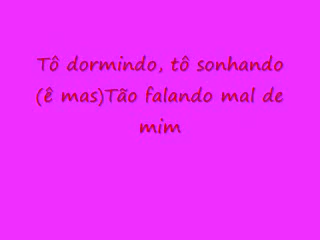 Tô dormindo, tô sonhando
(ê mas)Tão falando mal de
mim